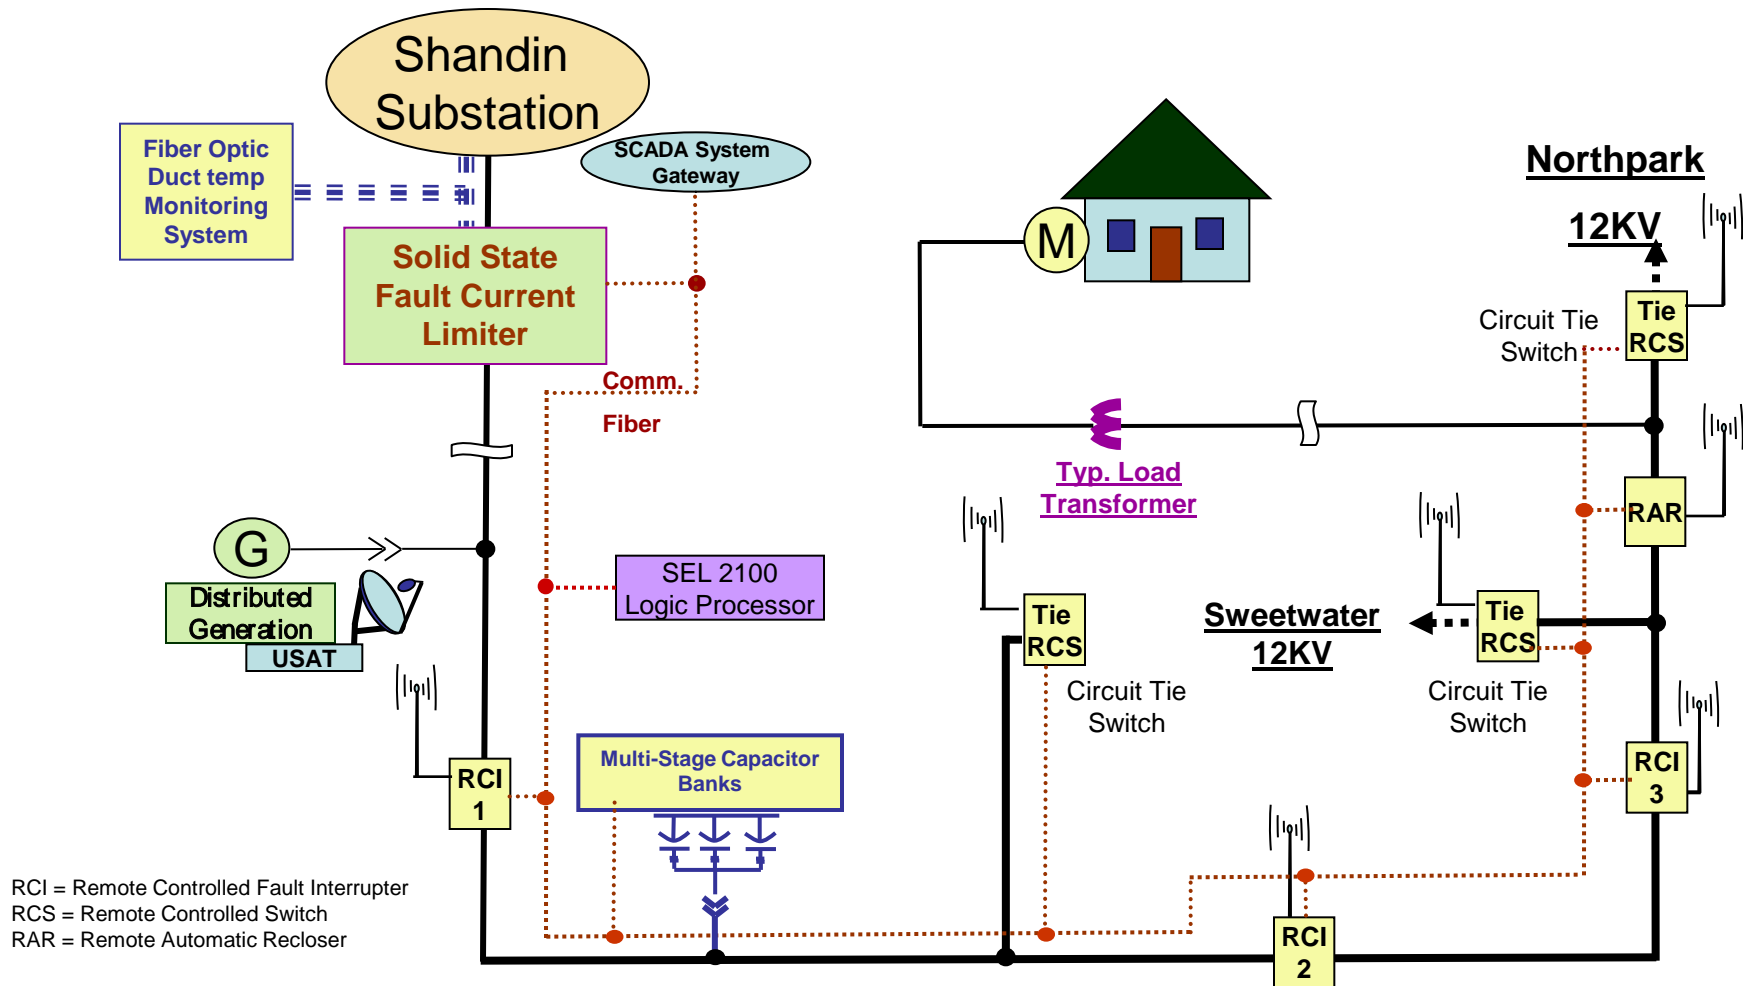 Shandin
Substation
Fiber Optic
Duct temp
Monitoring
System
SCADA System
Gateway
Solid State
Fault Current
Limiter
Comm.
Fiber
M
Northpark
12KV
Tie
RCS
Circuit Tie
Switch
Typ. Load
Transformer
RAR
G
Distributed
Generation
USAT
SEL 2100
Logic Processor
Tie
RCS
Circuit Tie
Switch
Sweetwater
12KV
Tie
RCS
Circuit Tie
Switch
RCI
1
Multi-Stage Capacitor
Banks
RCI
3
RCI
2
RCI = Remote Controlled Fault Interrupter
RCS = Remote Controlled Switch
RAR = Remote Automatic Recloser